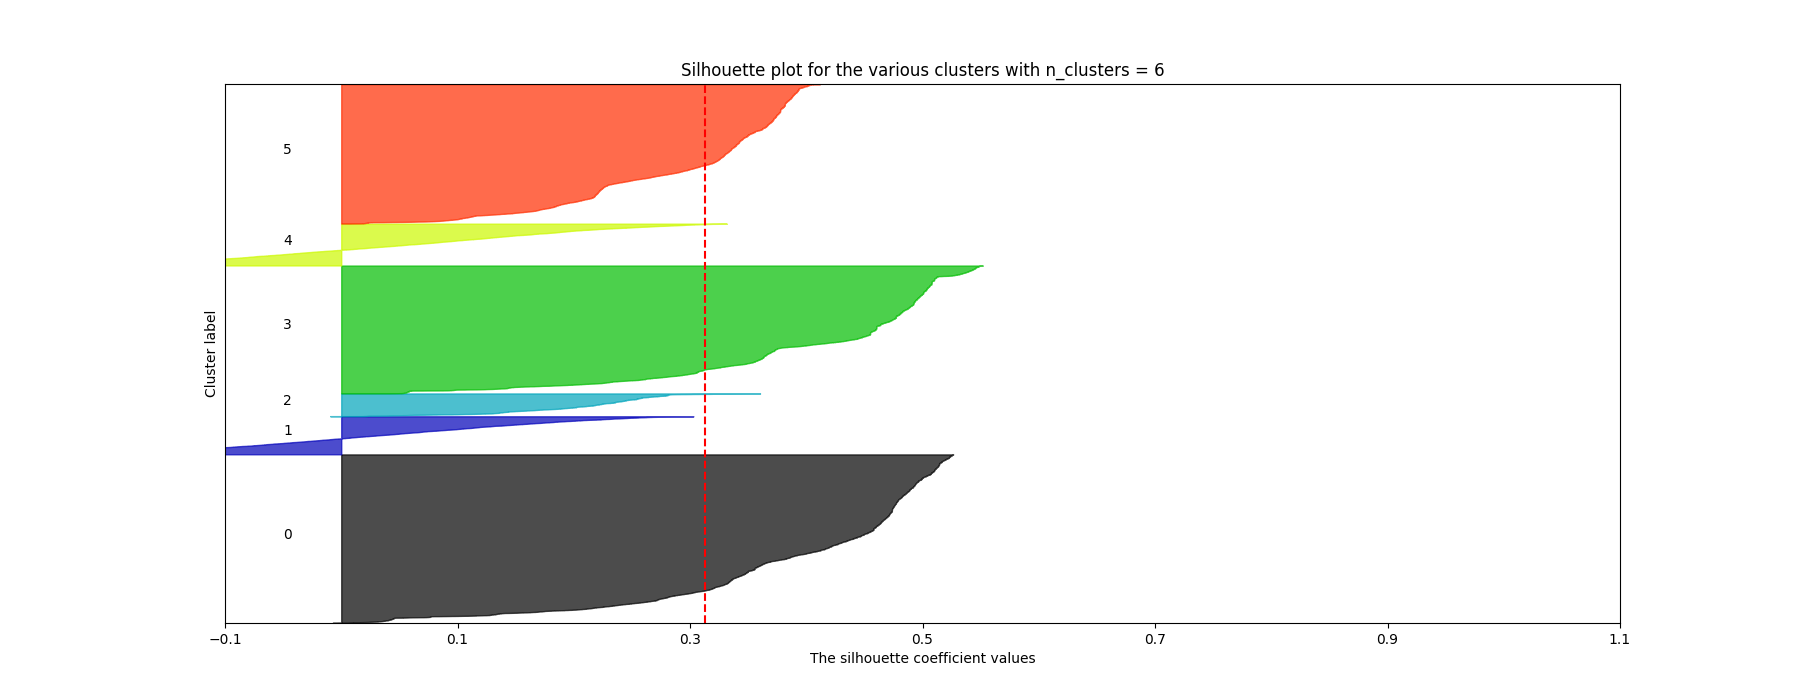 Silhouette plot for the various clusters with n_clusters = 6
Cluster label
5
4
3
2
1
0
−0.1 0.1 0.3 0.5 0.7 0.9 1.1
The silhouette coefficient values